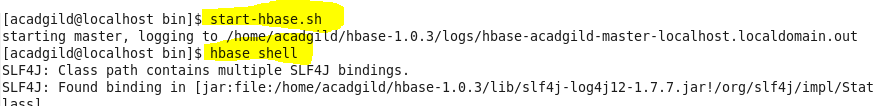 [acadgild@localhost bin]$ start-hbase.sh
starting master, logging to /home/acadgild/hbase-1.0.3/logs/hbase-acadgild-master-localhost.localdomain.out
[acadgild@localhost bin]$ hbase shell
SLF4J: Class path contains multiple SLF4J bindings.
SLF4J: Found binding in [jar:file:/home/acadgild/hbase-1.0.3/lib/slf4j-log4j12-1.7.7.jar!/org/slf4j/impl/Stat
lass]